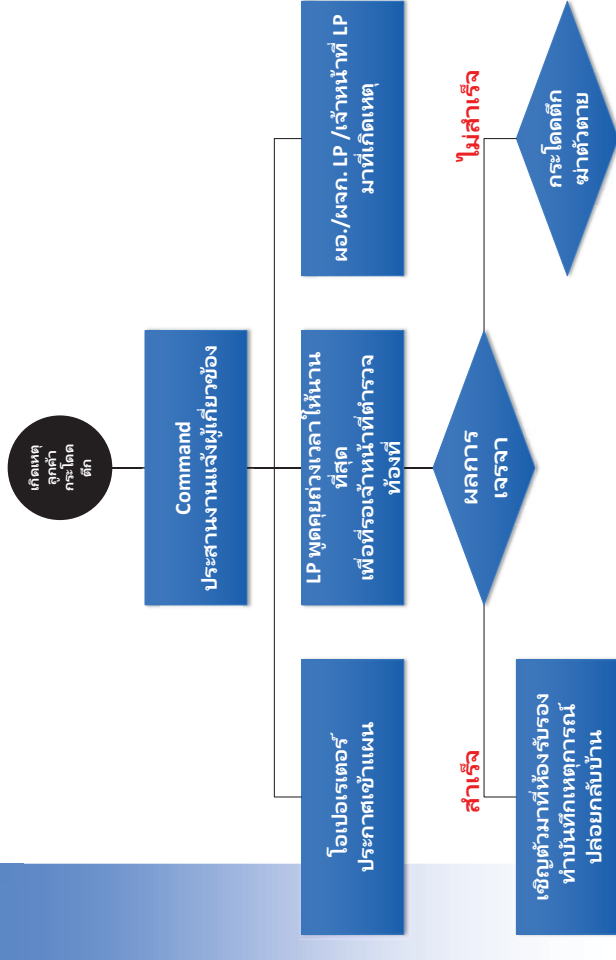 เกิดเหตุ
ลูกค้า
กระโดด
ตึก
Command
ประสานงานแจ้งผู้เกี่ยวข้อง
โอเปอเรเตอร์
ประกาศเข้าแผน
LP พูดคุยถ่วงเวลา ให้นาน
ที่สุด
เพื่อที่รอเจ้าหน้าที่ตำรวจ
ท้องที่
ผอ./ผจก. LP /เจ้าหน้าที่ LP
มาที่เกิดเหตุ
ผลการ
เจรจา
สำเร็จ
ไม่สำเร็จ
เชิญตัวมาที่ห้องรับรอง
ทำบันทึกเหตุการณ์
ปล่อยกลับบ้าน
กระโดดตึก
ฆ่าตัวตาย